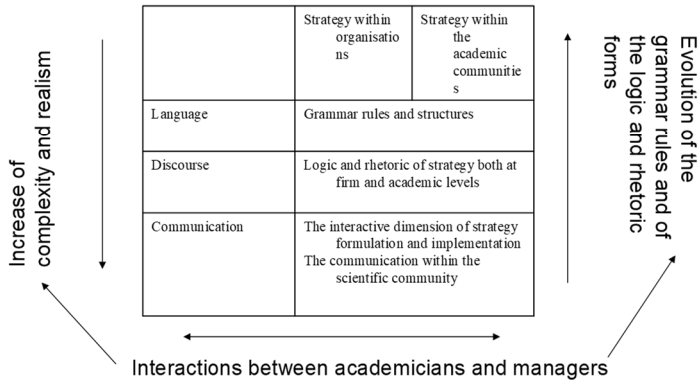 Strategy within
organisatio
ns
Strategy within
the
academic
communitie
s
Language
Grammar rules and structures
Discourse
Logic and rhetoric of strategy both at
firm and academic levels
Communication
The interactive dimension of strategy
formulation and implementation
The communication within the
scientific community
Increase of
complexity and realism
Evolution of the
grammar rules and of
the logic and rhetoric
forms
Interactions between academicians and managers